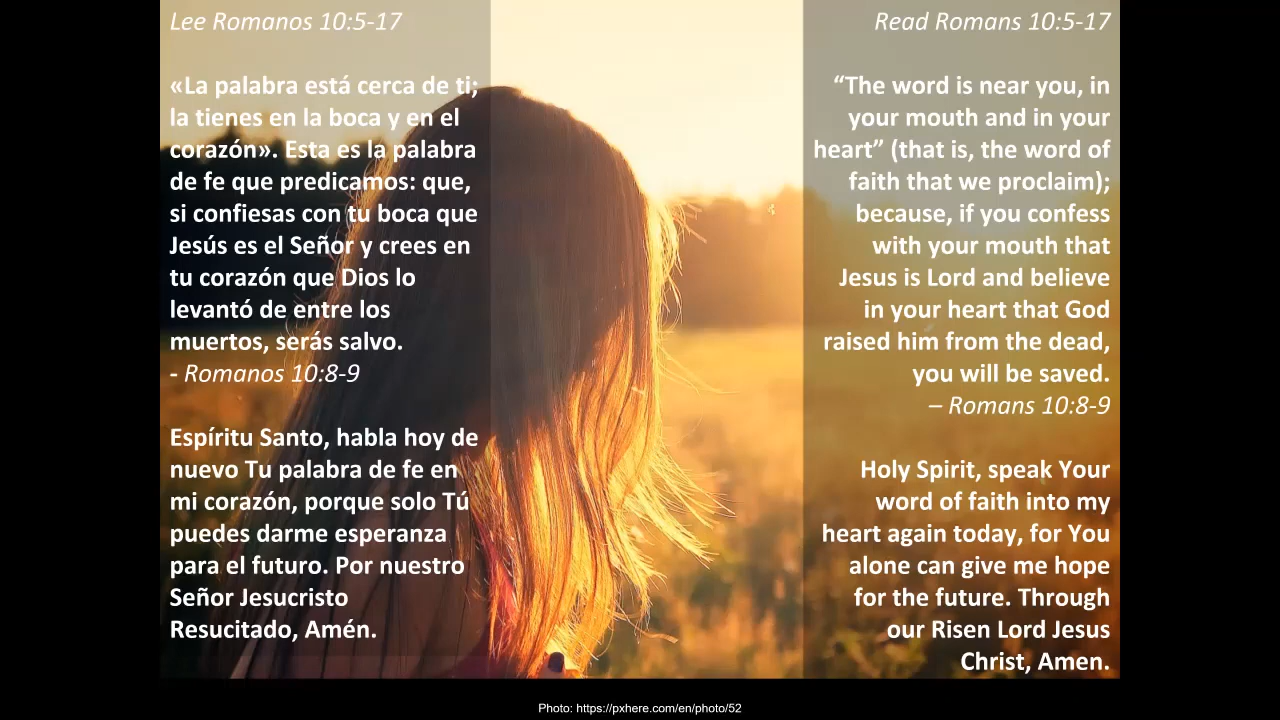 Lee Romanos 10:5-17
«La palabra está cerca de ti;
la tienes en la boca y en el
corazón». Esta es la palabra
de fe que predicamos: que,
si confiesas con tu boca que
Jesús es el Señor y crees en
tu corazón que Dios lo
levantó de entre los
muertos, serás salvo.
- Romanos 10:8-9
Espíritu Santo, habla hoy de
nuevo Tu palabra de fe en
mi corazón, porque solo Tú
puedes darme esperanza
para el futuro. Por nuestro
Señor Jesucristo
Resucitado, Amén.
Read Romans 10:5-17
“The word is near you, in
your mouth and in your
heart” (that is, the word of
faith that we proclaim);
because, if you confess
with your mouth that
Jesus is Lord and believe
in your heart that God
raised him from the dead,
you will be saved.
– Romans 10:8-9
Holy Spirit, speak Your
word of faith into my
heart again today, for You
alone can give me hope
for the future. Through
our Risen Lord Jesus
Christ, Amen.
Photo: https://pxhere.com/en/photo/52